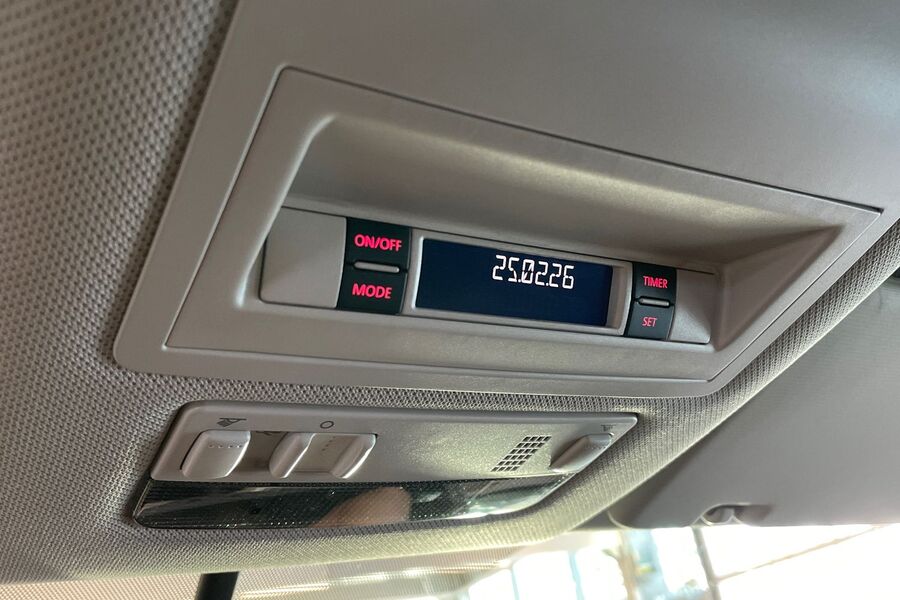 ON/OFF
MODE
25.02.26
TIMER
SET